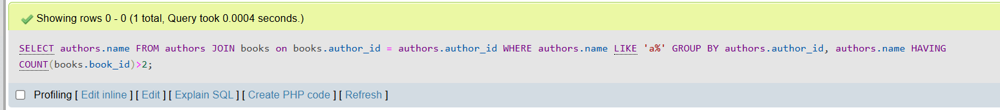 Showing rows 0 - 0 (1 total, Query took 0.0004 seconds.)
SELECT authors.name FROM authors JOIN books on books.author_id = authors.author_id WHERE authors.name LIKE 'a%' GROUP BY authors.author_id, authors.name HAVING
COUNT(books.book_id)>2;
Profiling [ Edit inline ] [ Edit ] [ Explain SQL ] [ Create PHP code ] [ Refresh ]